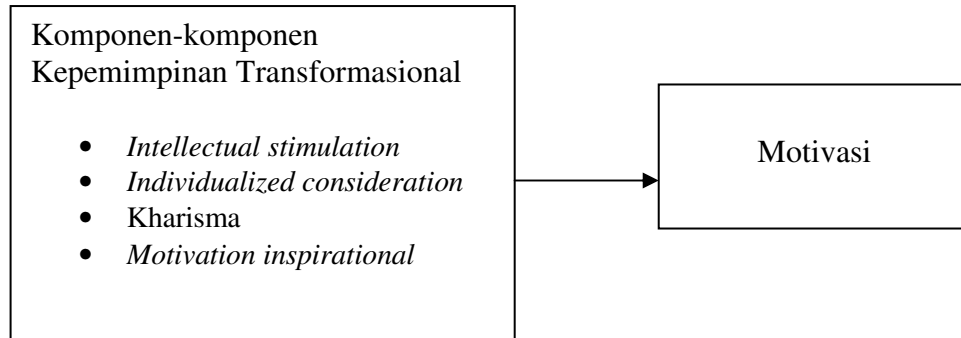 Komponen-komponen
Kepemimpinan Transformasional
• Intellectual stimulation
• Individualized consideration
• Kharisma
• Motivation inspirational
Motivasi